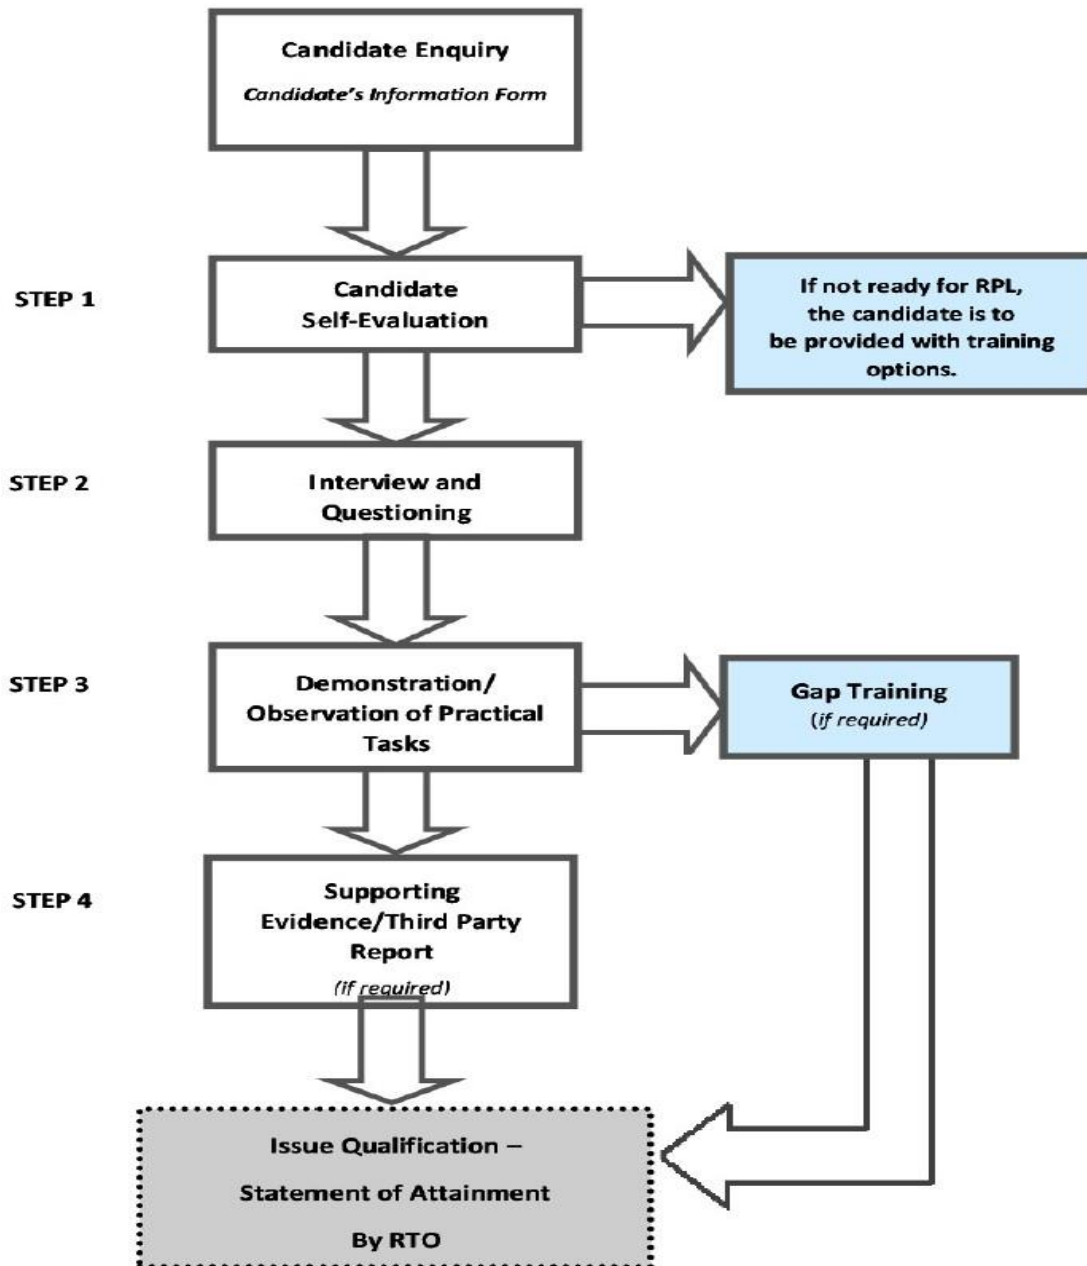 Candidate Enquiry
Candidate's Information Form
STEP 1
Candidate
Self-Evaluation
If not ready for RPL,
the candidate is to
be provided with training
options.
STEP 2
Interview and
Questioning
STEP 3
Demonstration/
Observation of Practical
Tasks
Gap Training
(if required)
STEP 4
Supporting
Evidence/Third Party
Report
(if required)
Issue Qualification –
Statement of Attainment
By RTO